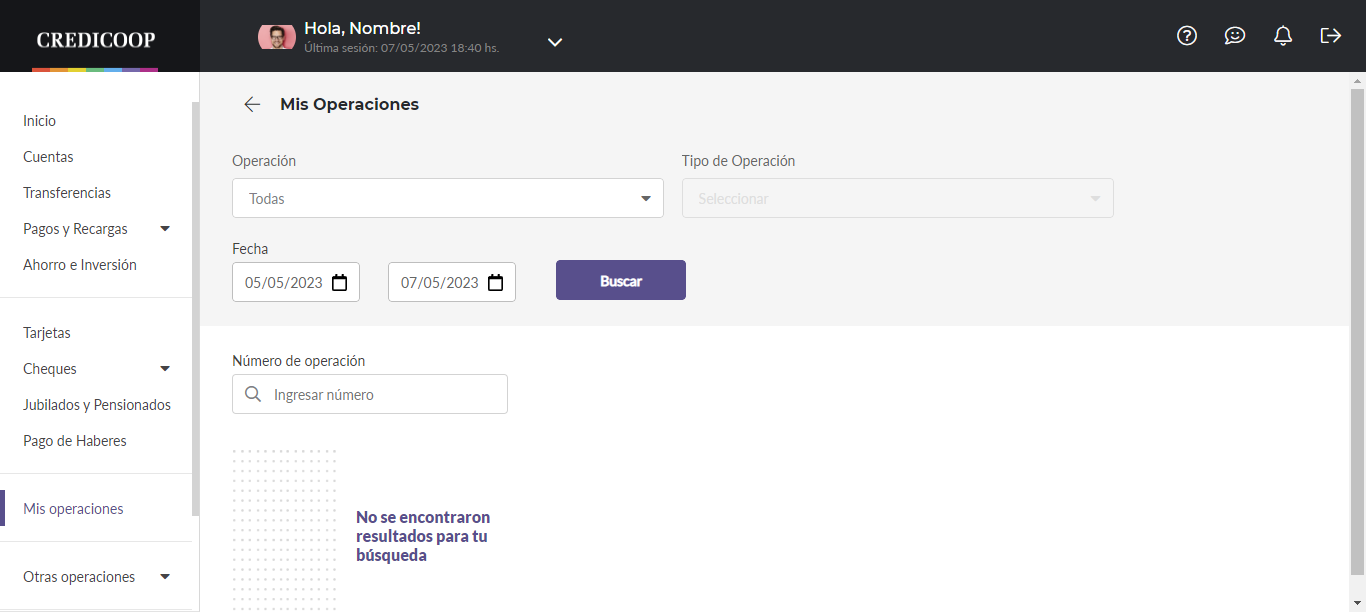 CREDICOOP
Hola, Nombre!
Última sesión: 07/05/2023 18:40 hs.
Inicio
Cuentas
Transferencias
Pagos y Recargas
Ahorro e Inversión
Tarjetas
Cheques
Jubilados y Pensionados
Pago de Haberes
Mis operaciones
Otras operaciones
Mis Operaciones
Operación
Tipo de Operación
Todas
Seleccionar
Fecha
05/05/2023
07/05/2023
Buscar
Número de operación
Ingresar número
No se encontraron
resultados para tu
búsqueda